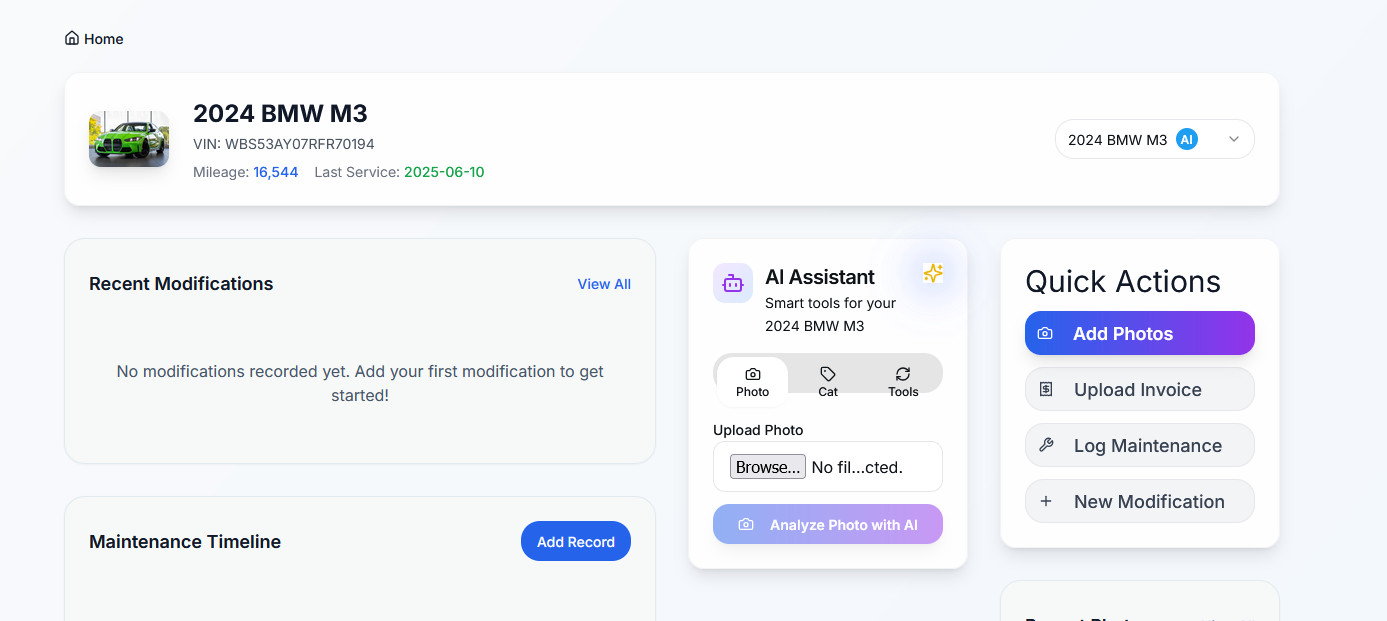 Home
2024 BMW M3
VIN: WBS53AY07RFR70194
Mileage: 16,544 Last Service: 2025-06-10
2024 BMW M3 AI
Recent Modifications
View All
No modifications recorded yet. Add your first modification to get
started!
Maintenance Timeline
Add Record
AI Assistant
Smart tools for your
2024 BMW M3
Photo
Cat
Tools
Upload Photo
Browse... No fil...cted.
Analyze Photo with AI
Quick Actions
Add Photos
Upload Invoice
Log Maintenance
New Modification